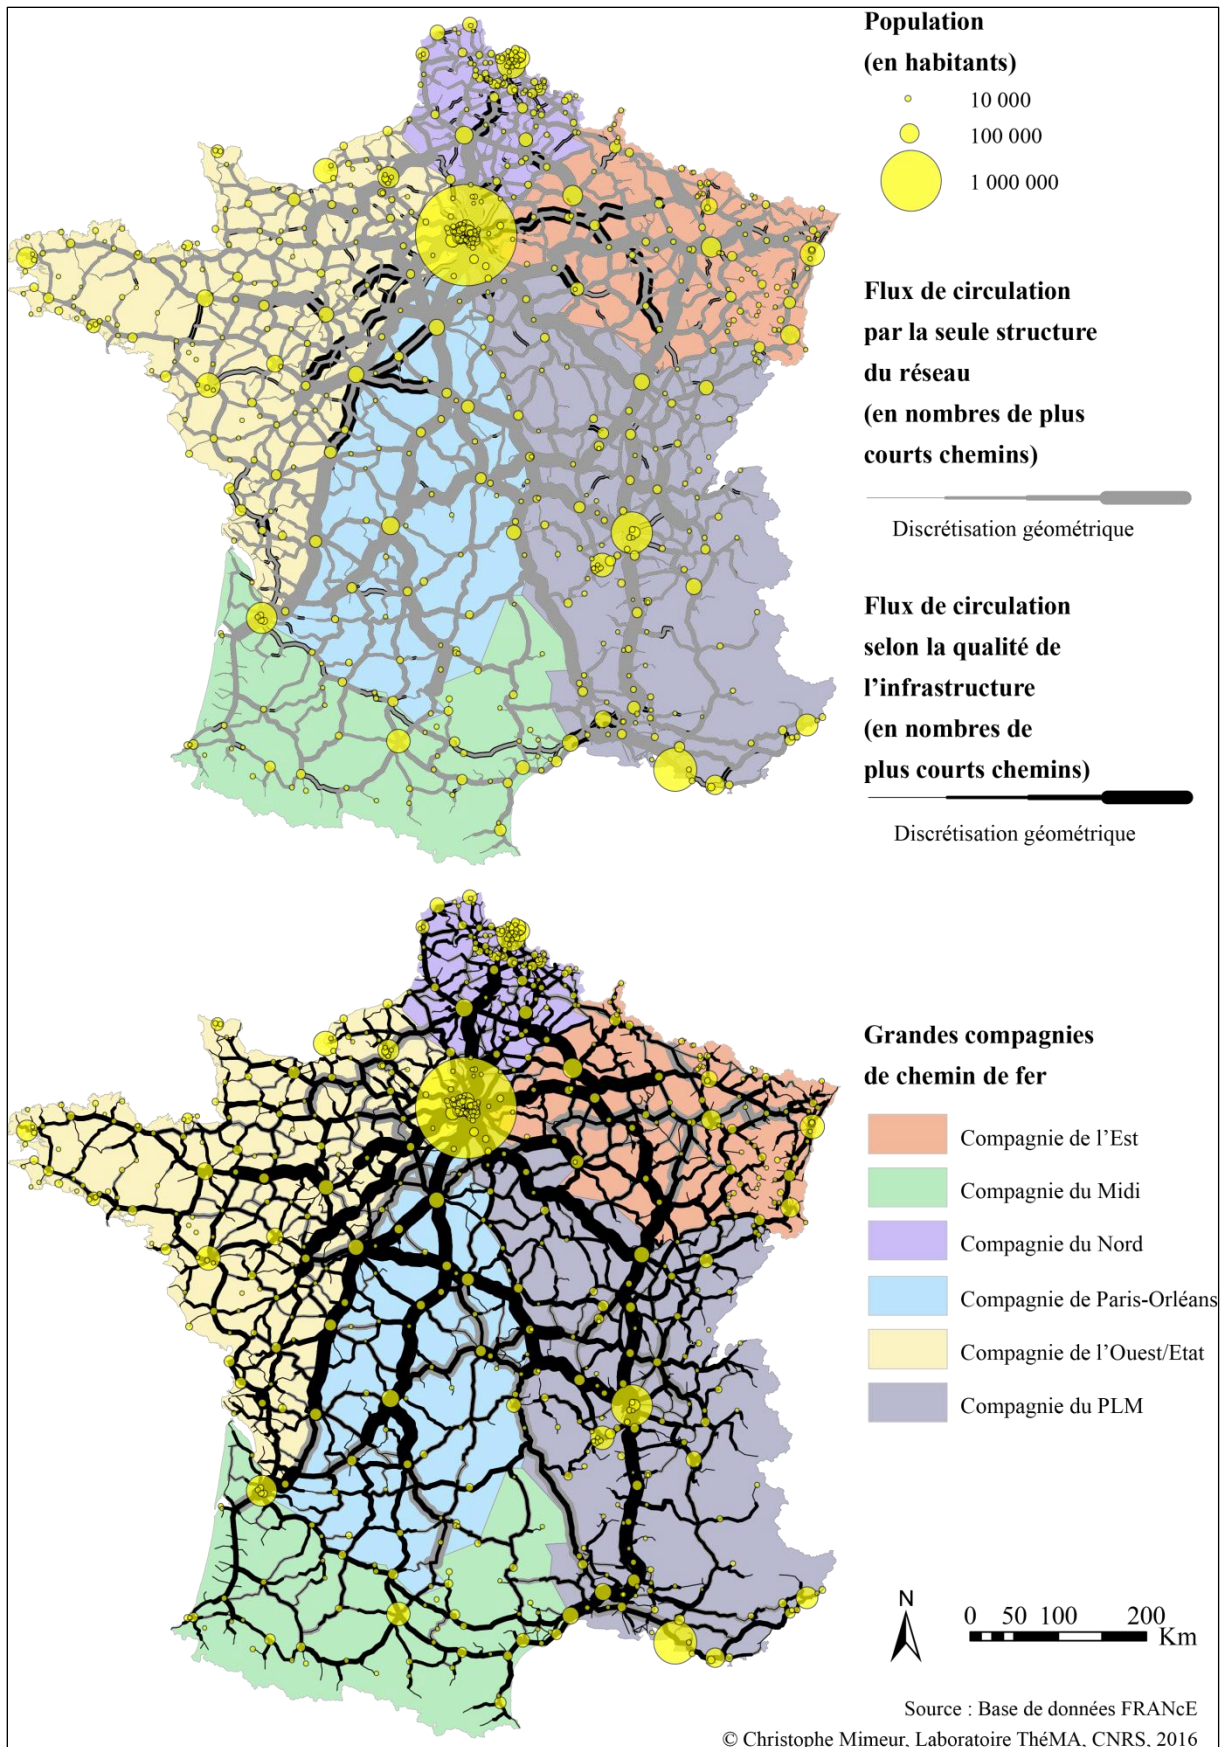 Population
(en habitants)
10 000
100 000
1 000 000
Flux de circulation
par la seule structure
du réseau
(en nombres de plus
courts chemins)
Discrétisation géométrique
Flux de circulation
selon la qualité de
l’infrastructure
(en nombres de
plus courts chemins)
Discrétisation géométrique
Grandes compagnies
de chemin de fer
Compagnie de l’Est
Compagnie du Midi
Compagnie du Nord
Compagnie de Paris-Orléans
Compagnie de l’Ouest/Etat
Compagnie du PLM
N
0 50 100 200
Km
Source : Base de données FRANcE
© Christophe Mimeur, Laboratoire ThéMA, CNRS, 2016